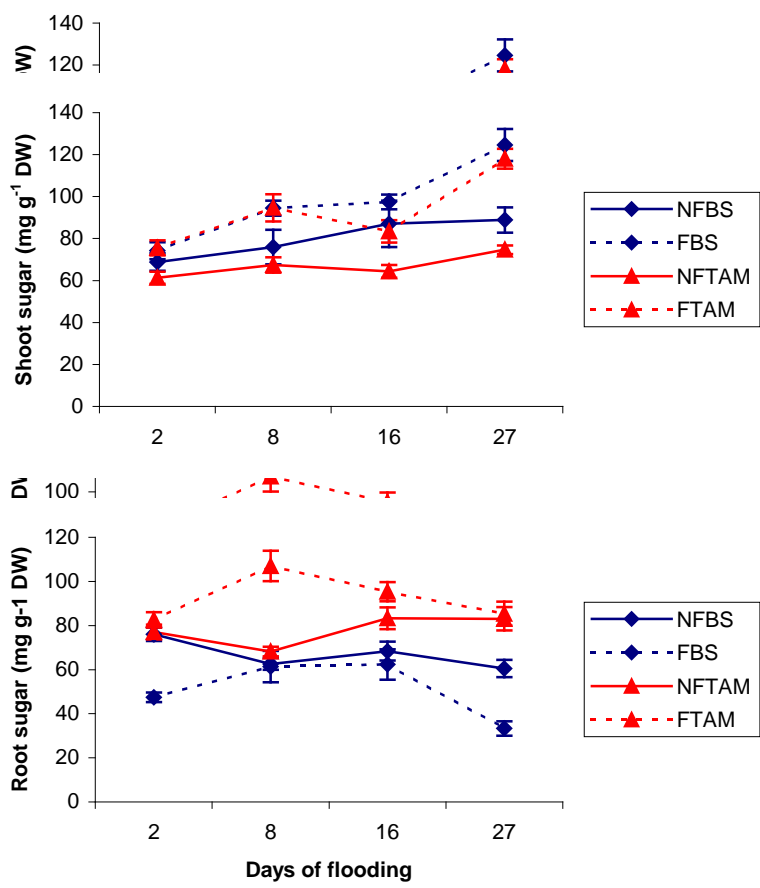 140
120
W)
140
120
100
80
60
40
20
0
Shoot sugar (mg g⁻¹ DW)
2 8 16 27
NFBS
FBS
NFTAM
FTAM
100
120
100
80
60
40
20
0
Root sugar (mg g-1 DW)
2 8 16 27
Days of flooding
NFBS
FBS
NFTAM
FTAM